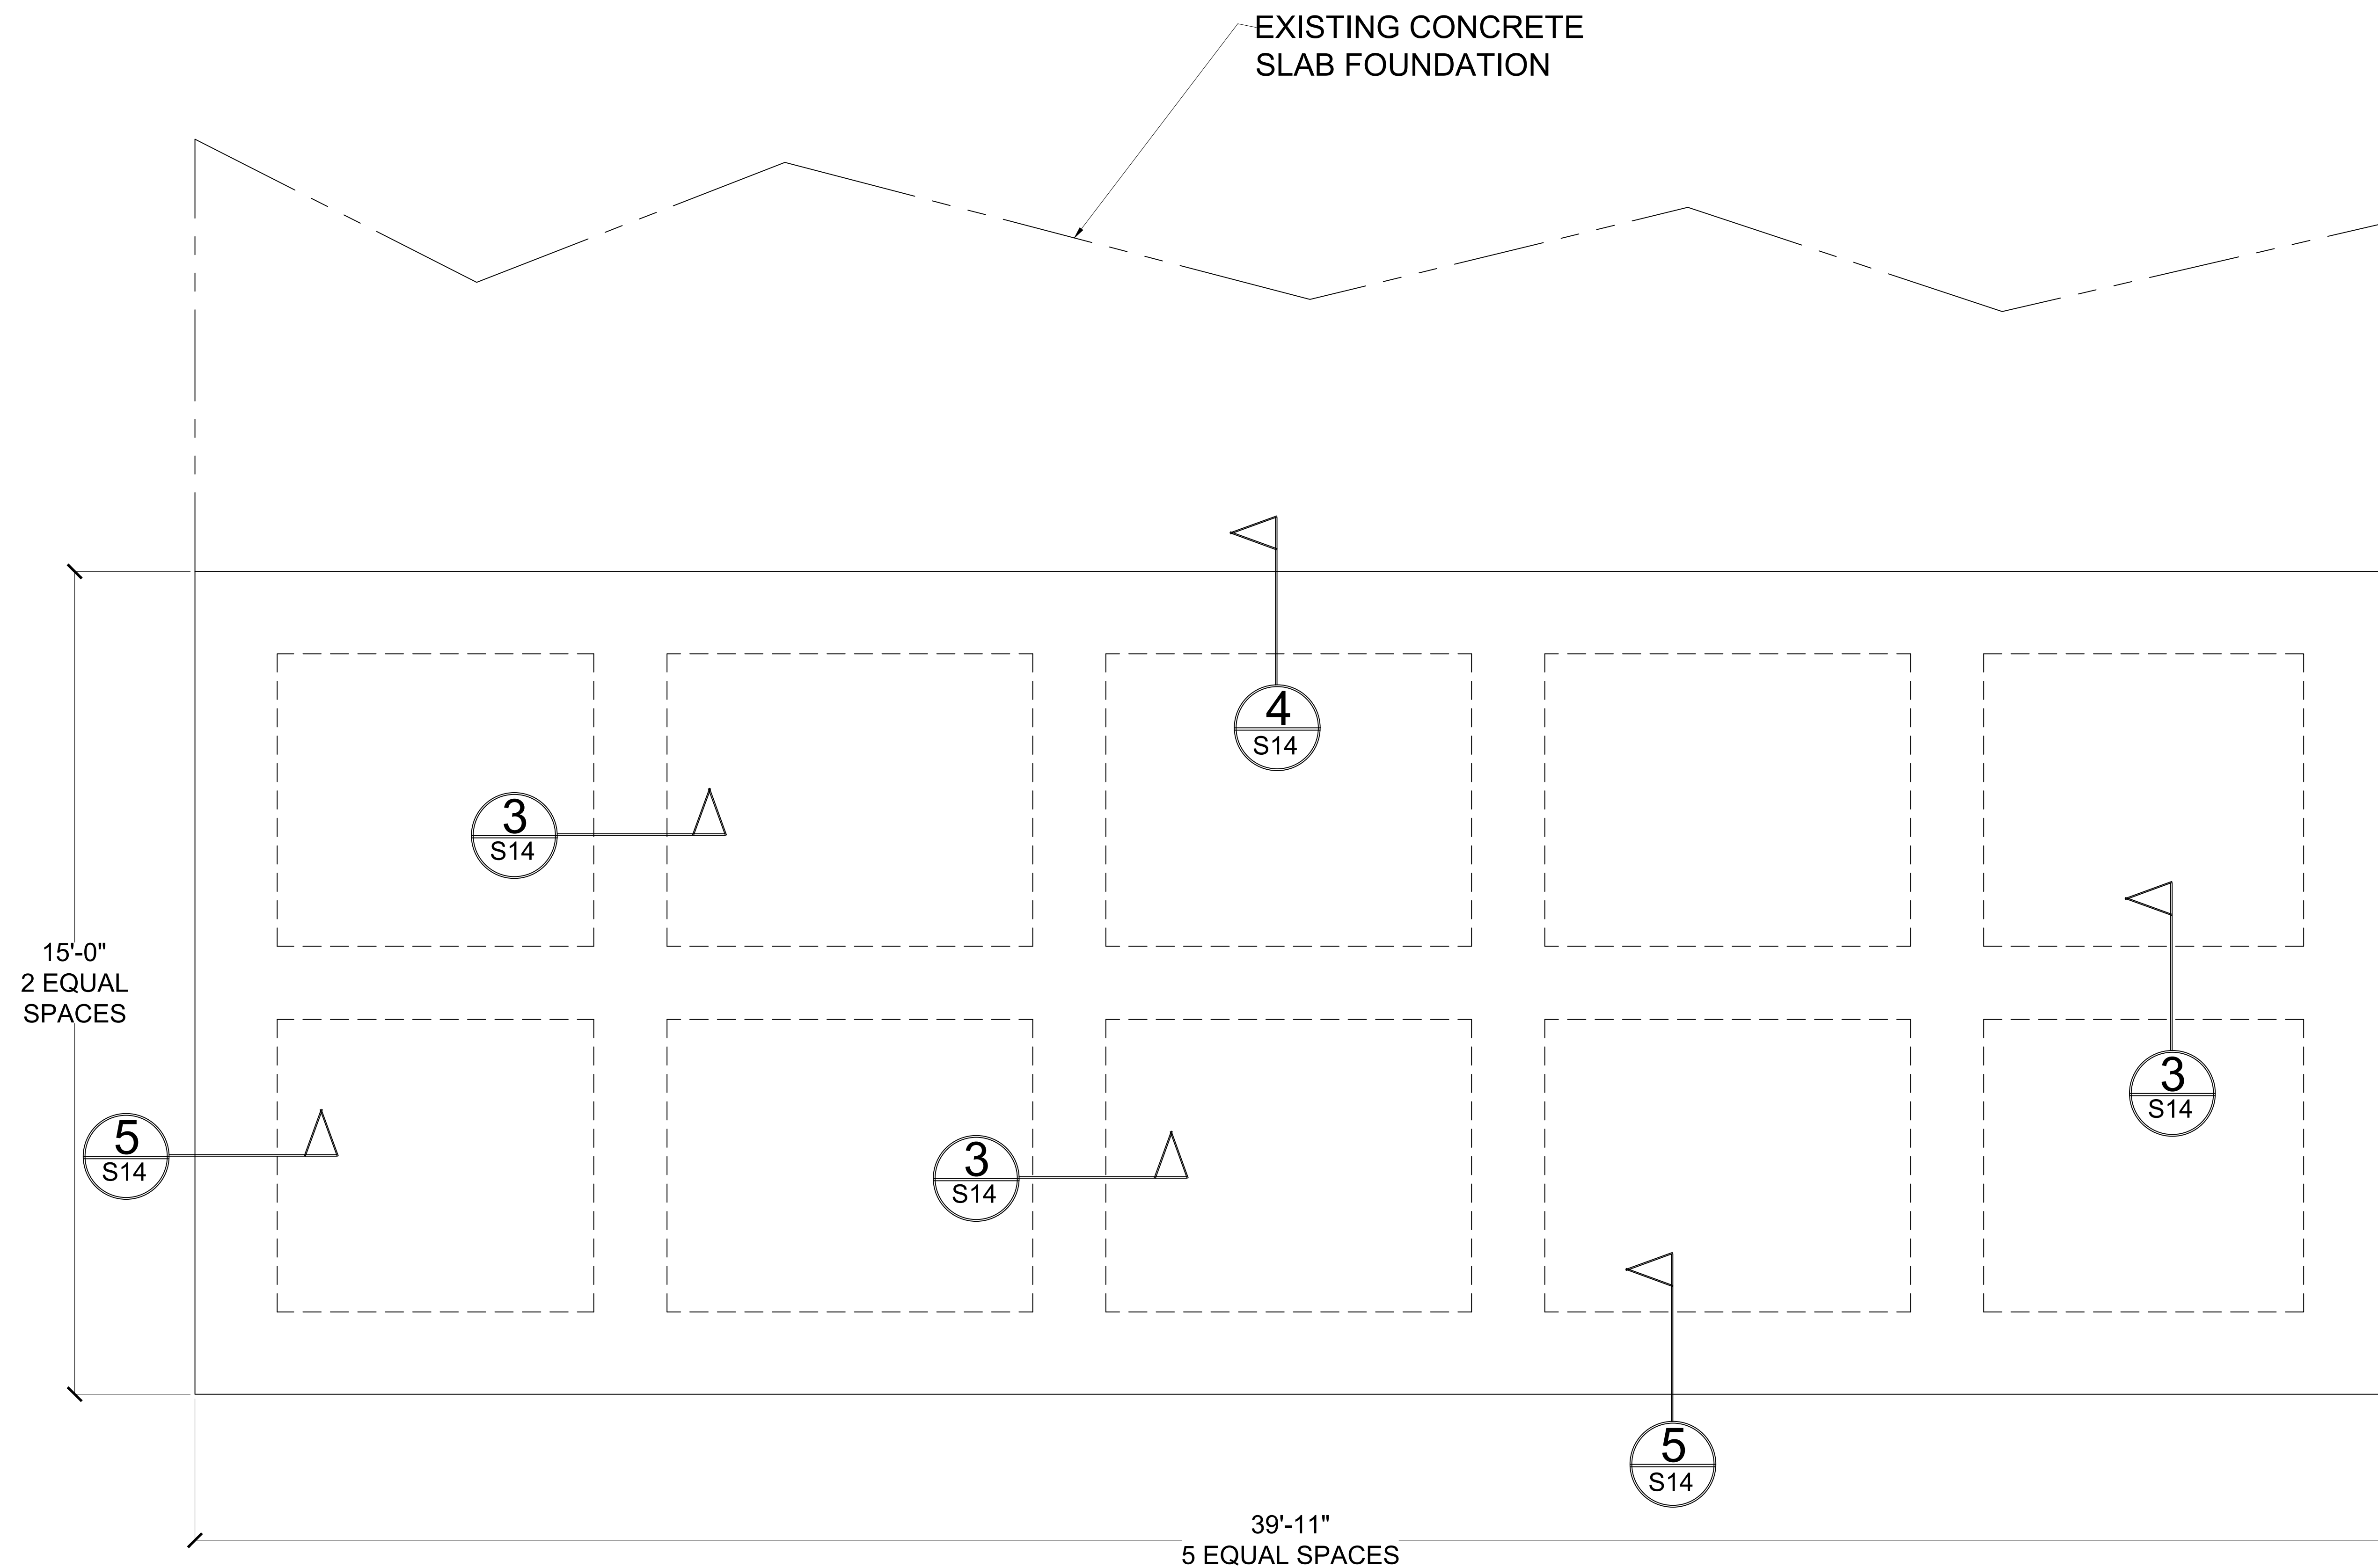 EXISTING CONCRETE
SLAB FOUNDATION
4
S14
3
S14
15'-0"
2 EQUAL
SPACES
3
S14
5
S14
3
S14
5
S14
39'-11"
5 EQUAL SPACES